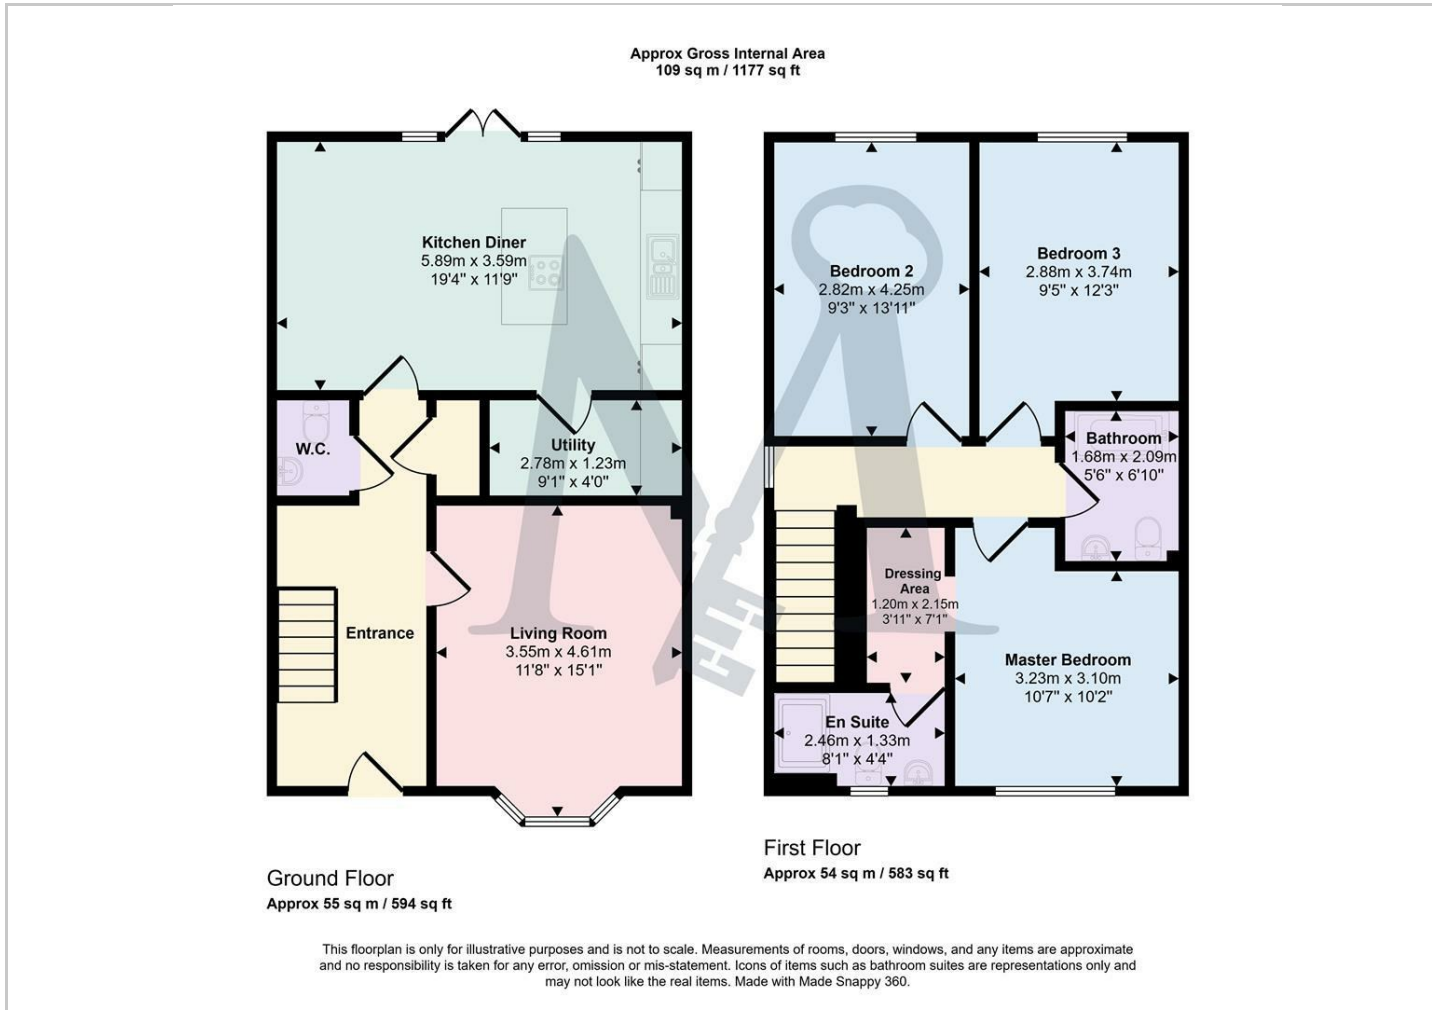 Approx Gross Internal Area
109 sq m / 1177 sq ft
Kitchen Diner
5.89m x 3.59m
19'4" x 11'9"
W.C.
Utility
2.78m x 1.23m
9'1" x 4'0"
Entrance
Living Room
3.55m x 4.61m
11'8" x 15'1"
Ground Floor
Approx 55 sq m / 594 sq ft
Bedroom 2
2.82m x 4.25m
9'3" x 13'11"
Bedroom 3
2.88m x 3.74m
9'5" x 12'3"
Bathroom
1.68m x 2.09m
5'6" x 6'10"
Dressing
Area
1.20m x 2.15m
3'11" x 7'1"
Master Bedroom
3.23m x 3.10m
10'7" x 10'2"
En Suite
2.46m x 1.33m
8'1" x 4'4"
First Floor
Approx 54 sq m / 583 sq ft
This floorplan is only for illustrative purposes and is not to scale. Measurements of rooms, doors, windows, and any items are approximate
and no responsibility is taken for any error, omission or mis-statement. Icons of items such as bathroom suites are representations only and
may not look like the real items. Made with Made Snappy 360.